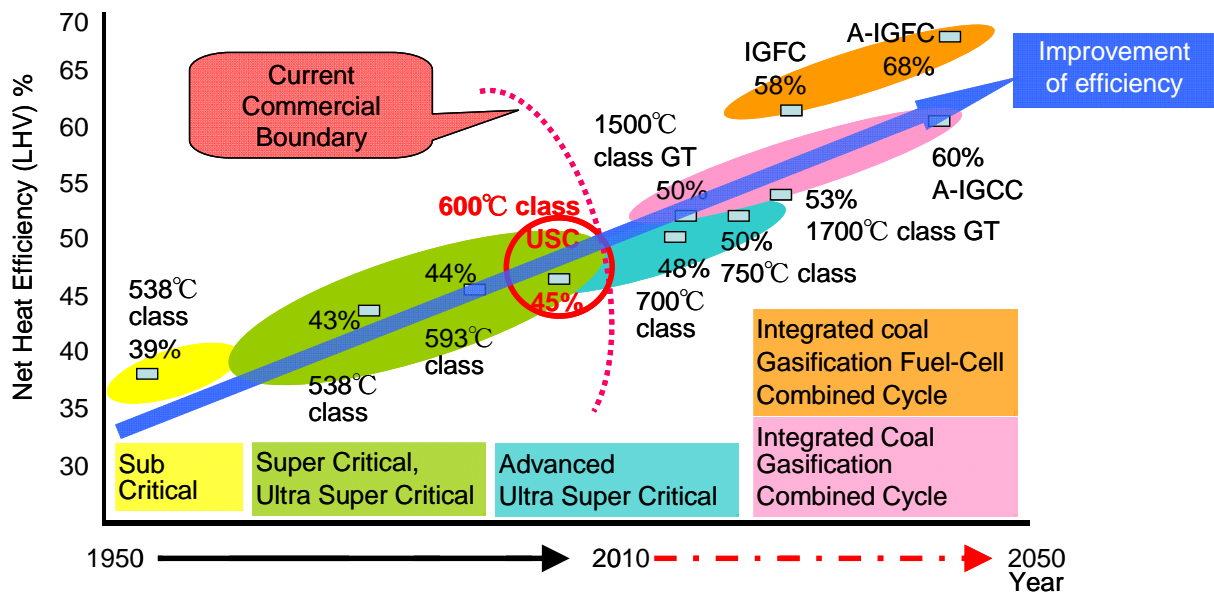 Net Heat Efficiency (LHV) %
70
65
60
55
50
45
40
35
30
Current
Commercial
Boundary
IGFC
58%
A-IGFC
68%
Improvement
of efficiency
1500℃
class GT
50%
60%
A-IGCC
53%
1700℃ class GT
600℃ class
USC
45%
50%
750℃ class
48%
700℃
class
44%
593℃
class
43%
538℃
class
538℃
class
39%
Integrated coal
Gasification Fuel-Cell
Combined Cycle
Integrated Coal
Gasification
Combined Cycle
Sub
Critical
Super Critical,
Ultra Super Critical
Advanced
Ultra Super Critical
1950
2010
2050
Year